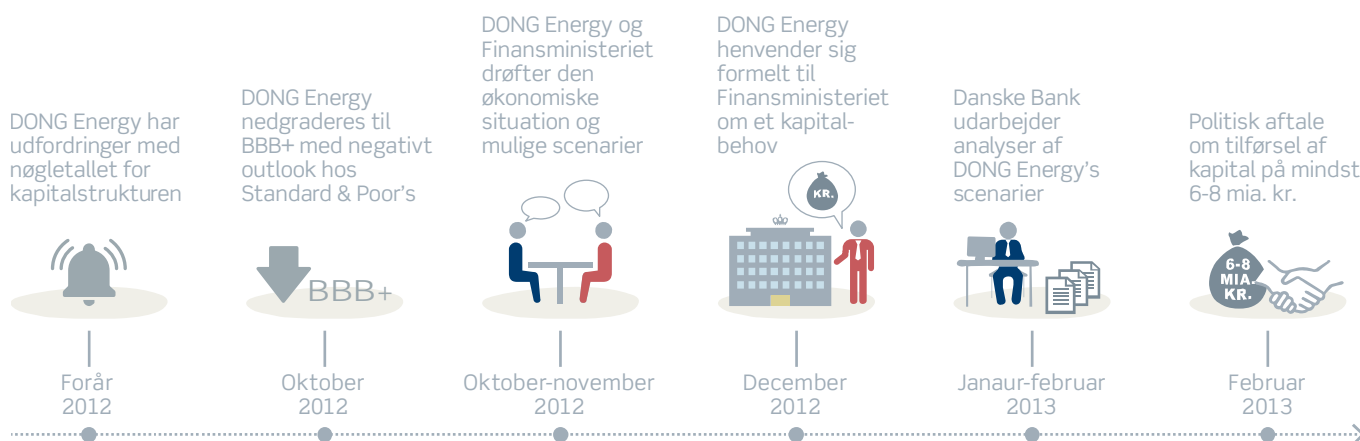 DONG Energy har
udfordringer med
nøgletallet for
kapitalstrukturen
Forår
2012
DONG Energy
nedgraderes til
BBB+ med negativt
outlook hos
Standard & Poor's
BBB+
Oktober
2012
DONG Energy og
Finansministeriet
drøfter den
økonomiske
situation og
mulige scenarier
Oktober-november
2012
DONG Energy
henvender sig
formelt til
Finansministeriet
om et kapital-
behov
KR.
December
2012
Danske Bank
udarbejder
analyser af
DONG Energy's
scenarier
Janaur-februar
2013
Politisk aftale
om tilførsel af
kapital på mindst
6-8 mia. kr.
6-8
MIA.
KR.
Februar
2013